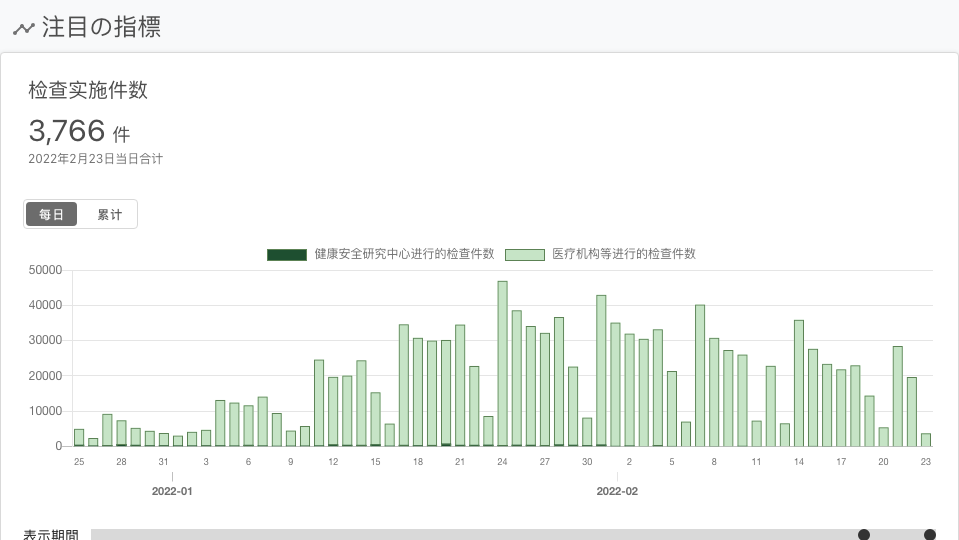 注目の指標
检查实施件数
3,766 件
2022年2月23日当日合计
每日 累计
健康安全研究中心进行的检查件数 医疗机构等进行的检查件数
50000
40000
30000
20000
10000
0
25 28 31 3 6 9 12 15 18 21 24 27 30 2 5 8 11 14 17 20 23
2022-01 2022-02
表示期間